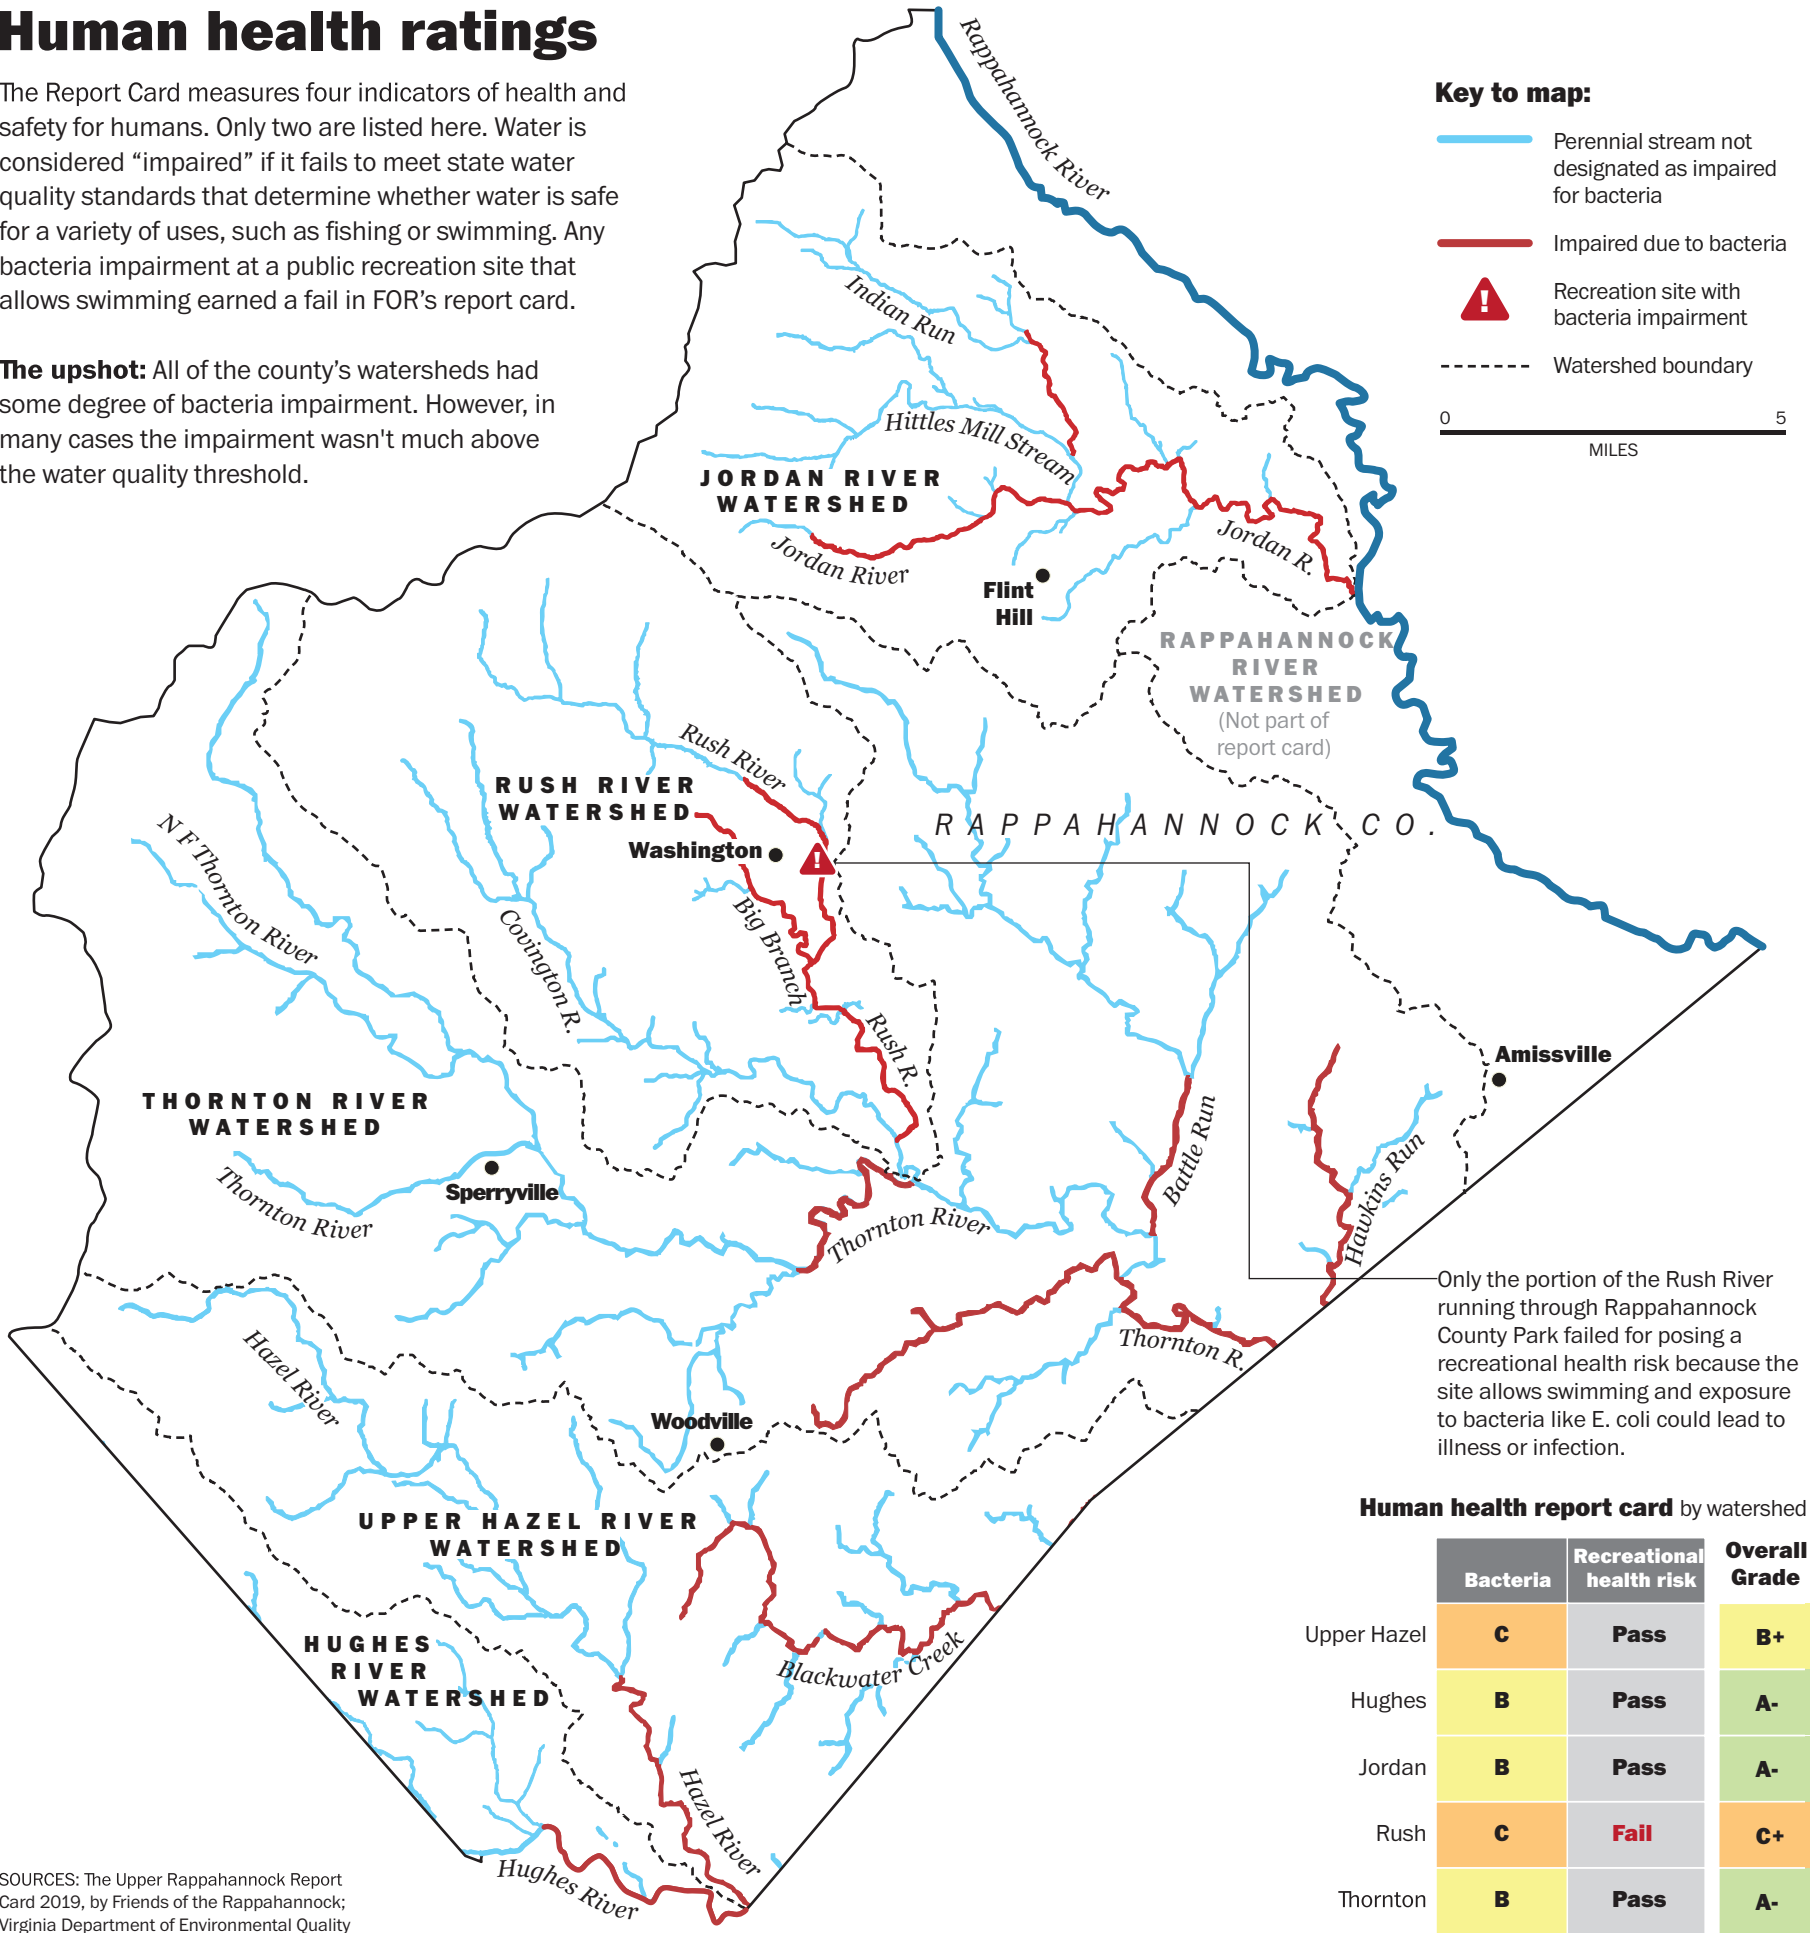 Human health ratings
The Report Card measures four indicators of health and
safety for humans. Only two are listed here. Water is
considered “impaired” if it fails to meet state water
quality standards that determine whether water is safe
for a variety of uses, such as fishing or swimming. Any
bacteria impairment at a public recreation site that
allows swimming earned a fail in FOR’s report card.
The upshot: All of the county’s watersheds had
some degree of bacteria impairment. However, in
many cases the impairment wasn't much above
the water quality threshold.
Key to map:
Perennial stream not
designated as impaired
for bacteria
Impaired due to bacteria
!
Recreation site with
bacteria impairment
Watershed boundary
0 5
MILES
Rappahannock River
Indian Run
Hittles Mill Stream
JORDAN RIVER
WATERSHED
Jordan River
Jordan R.
Flint
Hill
RAPPAHANNOCK
RIVER
WATERSHED
(Not part of
report card)
Rush River
RUSH RIVER
WATERSHED
Washington
!
RAPPAHANNOCK CO.
N F Thornton River
Covington R.
Big Branch
Rush R.
Amissville
THORNTON RIVER
WATERSHED
Battle Run
Hawkins Run
Sperryville
Thornton River
Thornton River
Thornton R.
Hazel River
Woodville
Only the portion of the Rush River
running through Rappahannock
County Park failed for posing a
recreational health risk because the
site allows swimming and exposure
to bacteria like E. coli could lead to
illness or infection.
UPPER HAZEL RIVER
WATERSHED
HUGHES
RIVER
WATERSHED
Blackwater Creek
Hazel River
Hughes River
Human health report card by watershed
Bacteria Recreational health risk Overall Grade
Upper Hazel C Pass B+
Hughes B Pass A-
Jordan B Pass A-
Rush C Fail C+
Thornton B Pass A-
SOURCES: The Upper Rappahannock Report
Card 2019, by Friends of the Rappahannock;
Virginia Department of Environmental Quality